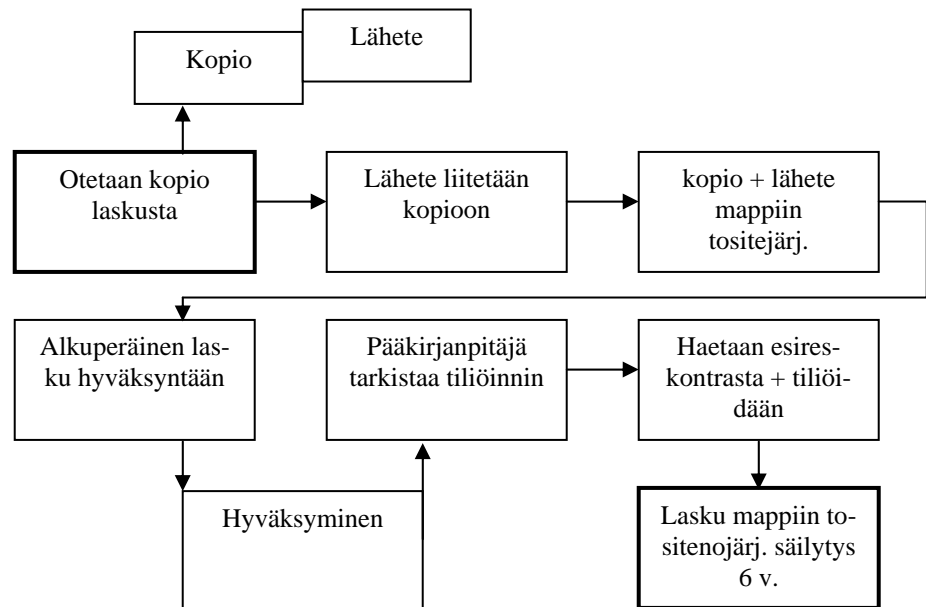 Lähete
Kopio
Otetaan kopio
laskusta
Lähete liitetään
kopioon
kopio + lähete
mappiin
tositejärj.
Alkuperäinen las-
ku hyväksyntään
Pääkirjanpitäjä
tarkistaa tiliöinnin
Haetaan esires-
kontrasta + tiliöi-
dään
Hyväksyminen
Lasku mappiin to-
sitenojärj. säilytys
6 v.